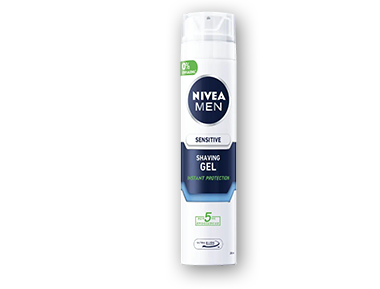 0%
NIVEA
MEN
SENSITIVE
SHAVING
GEL
INSTANT PROTECTION
5